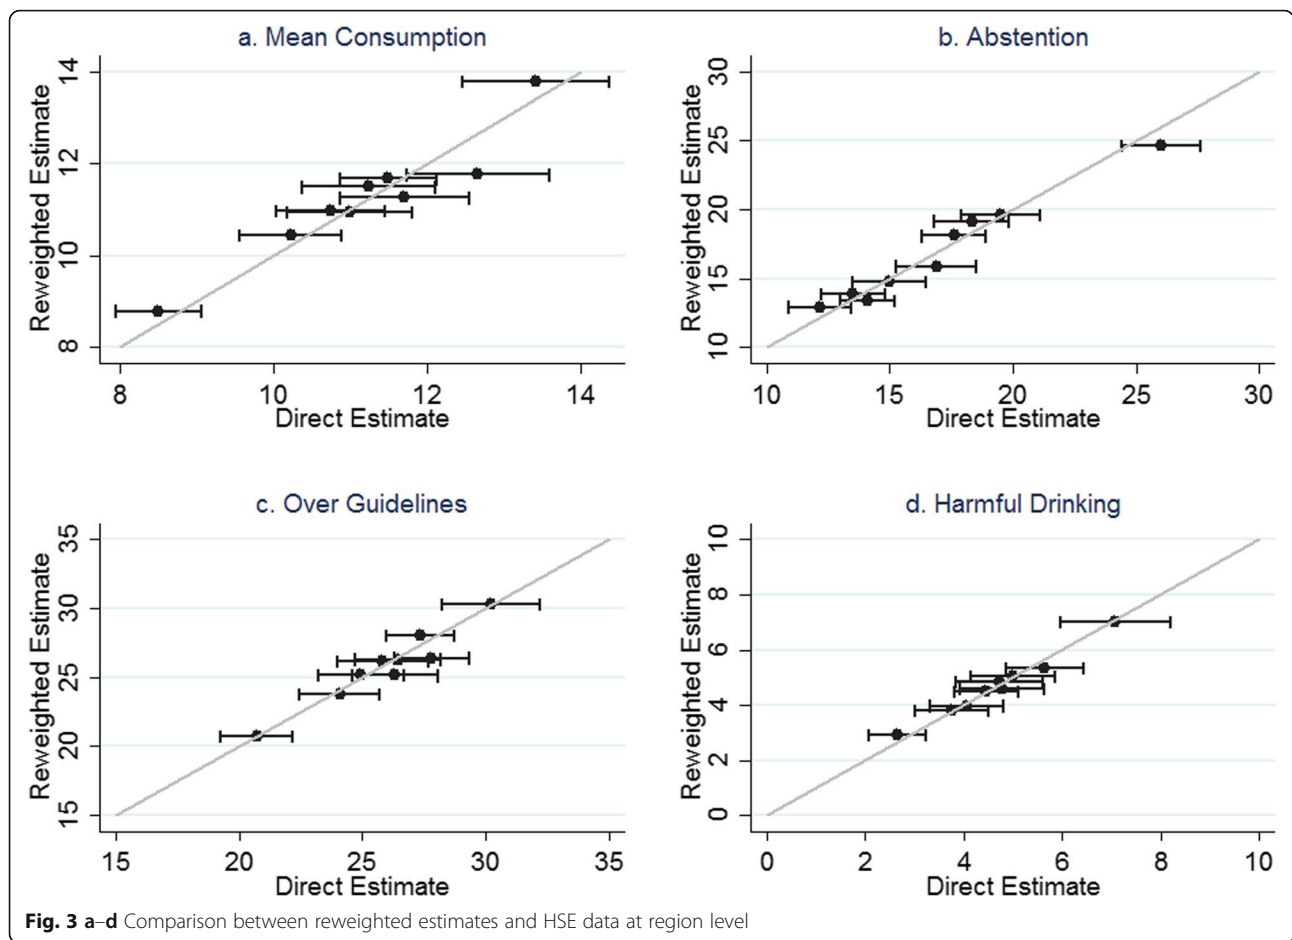 a. Mean Consumption
Reweighted Estimate
14
12
10
8
8 10 12 14
Direct Estimate
b. Abstention
Reweighted Estimate
30
25
20
15
10
10 15 20 25 30
Direct Estimate
c. Over Guidelines
Reweighted Estimate
35
30
25
20
15
15 20 25 30 35
Direct Estimate
d. Harmful Drinking
Reweighted Estimate
10
8
6
4
2
0
0 2 4 6 8 10
Direct Estimate
Fig. 3 a–d Comparison between reweighted estimates and HSE data at region level